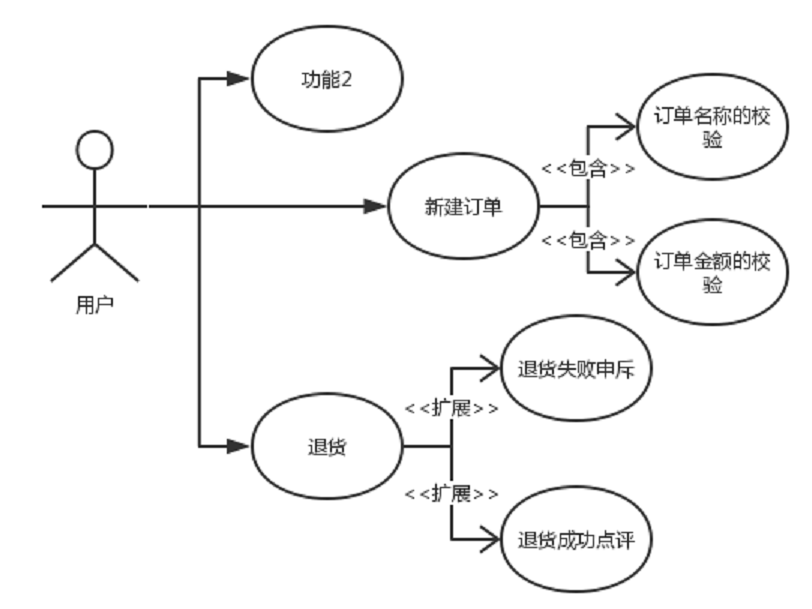 功能2
订单名称的校
验
<<包含>>
新建订单
<<包含>>
订单金额的校
验
用户
退货失败申斥
<<扩展>>
退货
<<扩展>>
退货成功点评